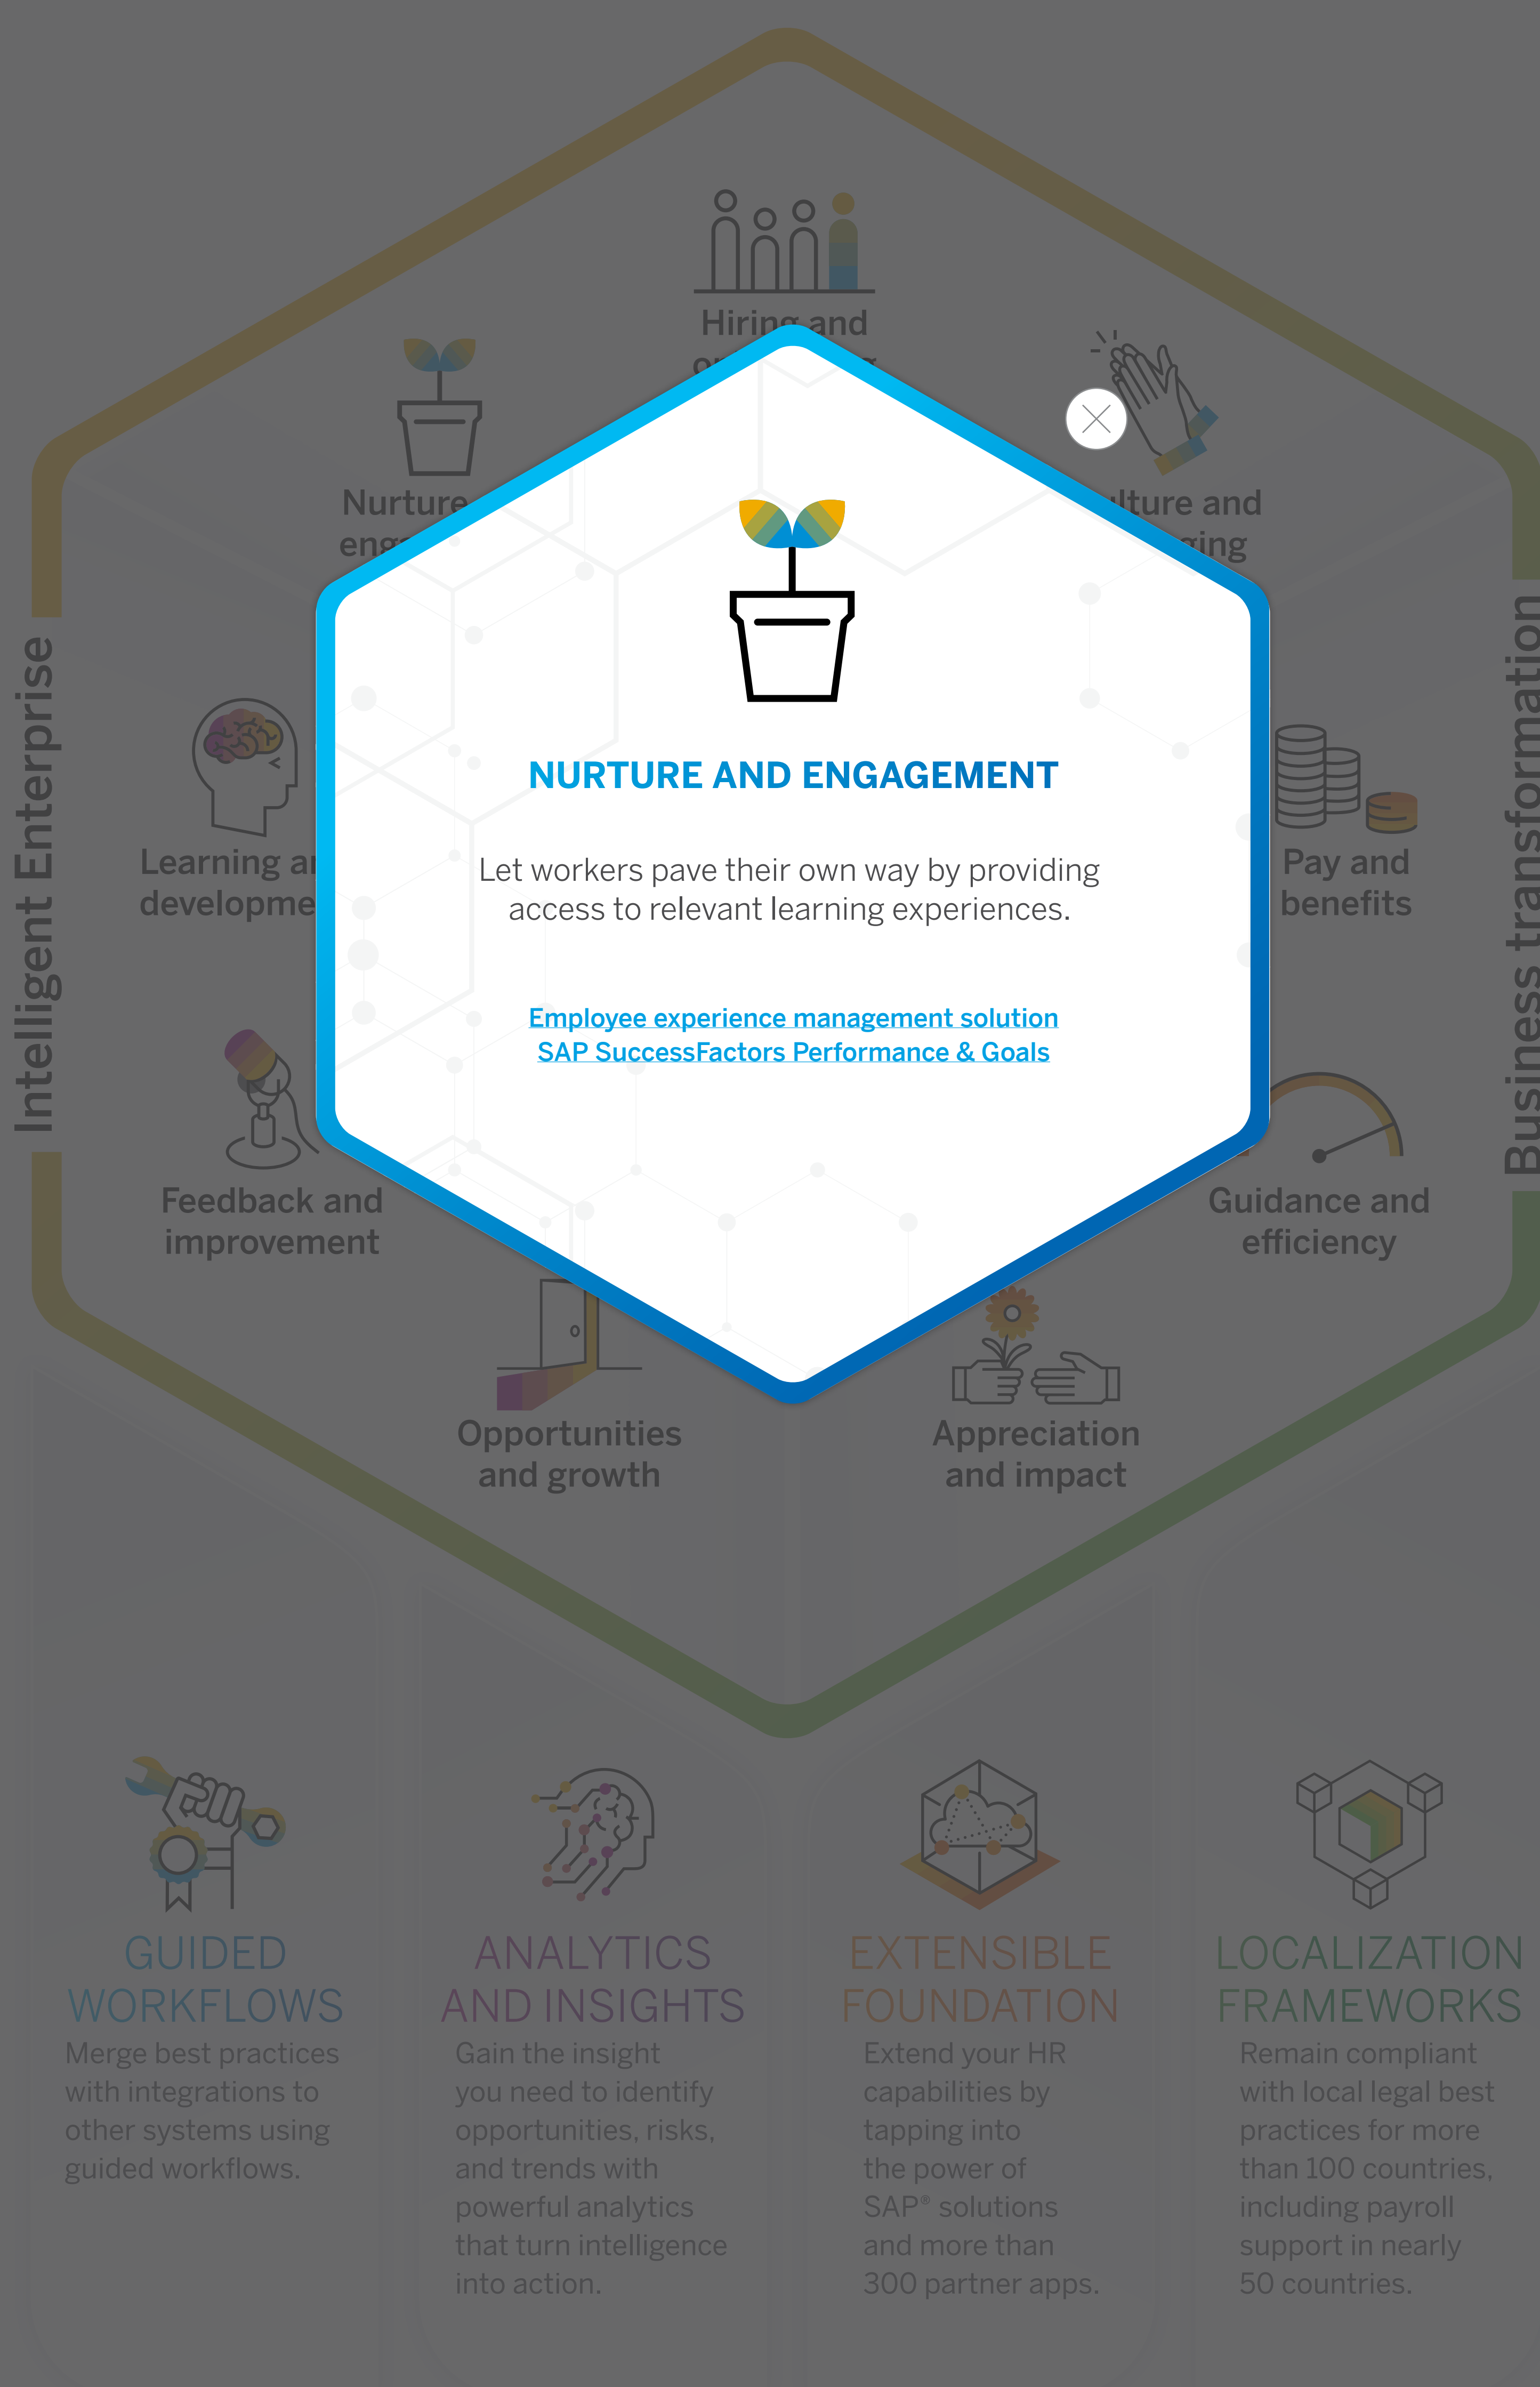 Hiring and
Nurture
lture and
ging
Intelligent Enterprise
Business transformation
NURTURE AND ENGAGEMENT
Let workers pave their own way by providing
access to relevant learning experiences.
Employee experience management solution
SAP SuccessFactors Performance & Goals
Learning
Pay and
benefits
Feedback and
improvement
Guidance and
efficiency
Opportunities
and growth
Appreciation
and impact
GUIDED
WORKFLOWS
Merge best practices
with integrations to
other systems using
guided workflows.
ANALYTICS
AND INSIGHTS
Gain the insight
you need to identify
opportunities, risks,
and trends with
powerful analytics
that turn intelligence
into action.
EXTENSIBLE
FOUNDATION
Extend your HR
capabilities by
tapping into
the power of
SAP® solutions
and more than
300 partner apps.
LOCALIZATION
FRAMEWORKS
Remain compliant
with local legal best
practices for more
than 100 countries,
including payroll
support in nearly
50 countries.